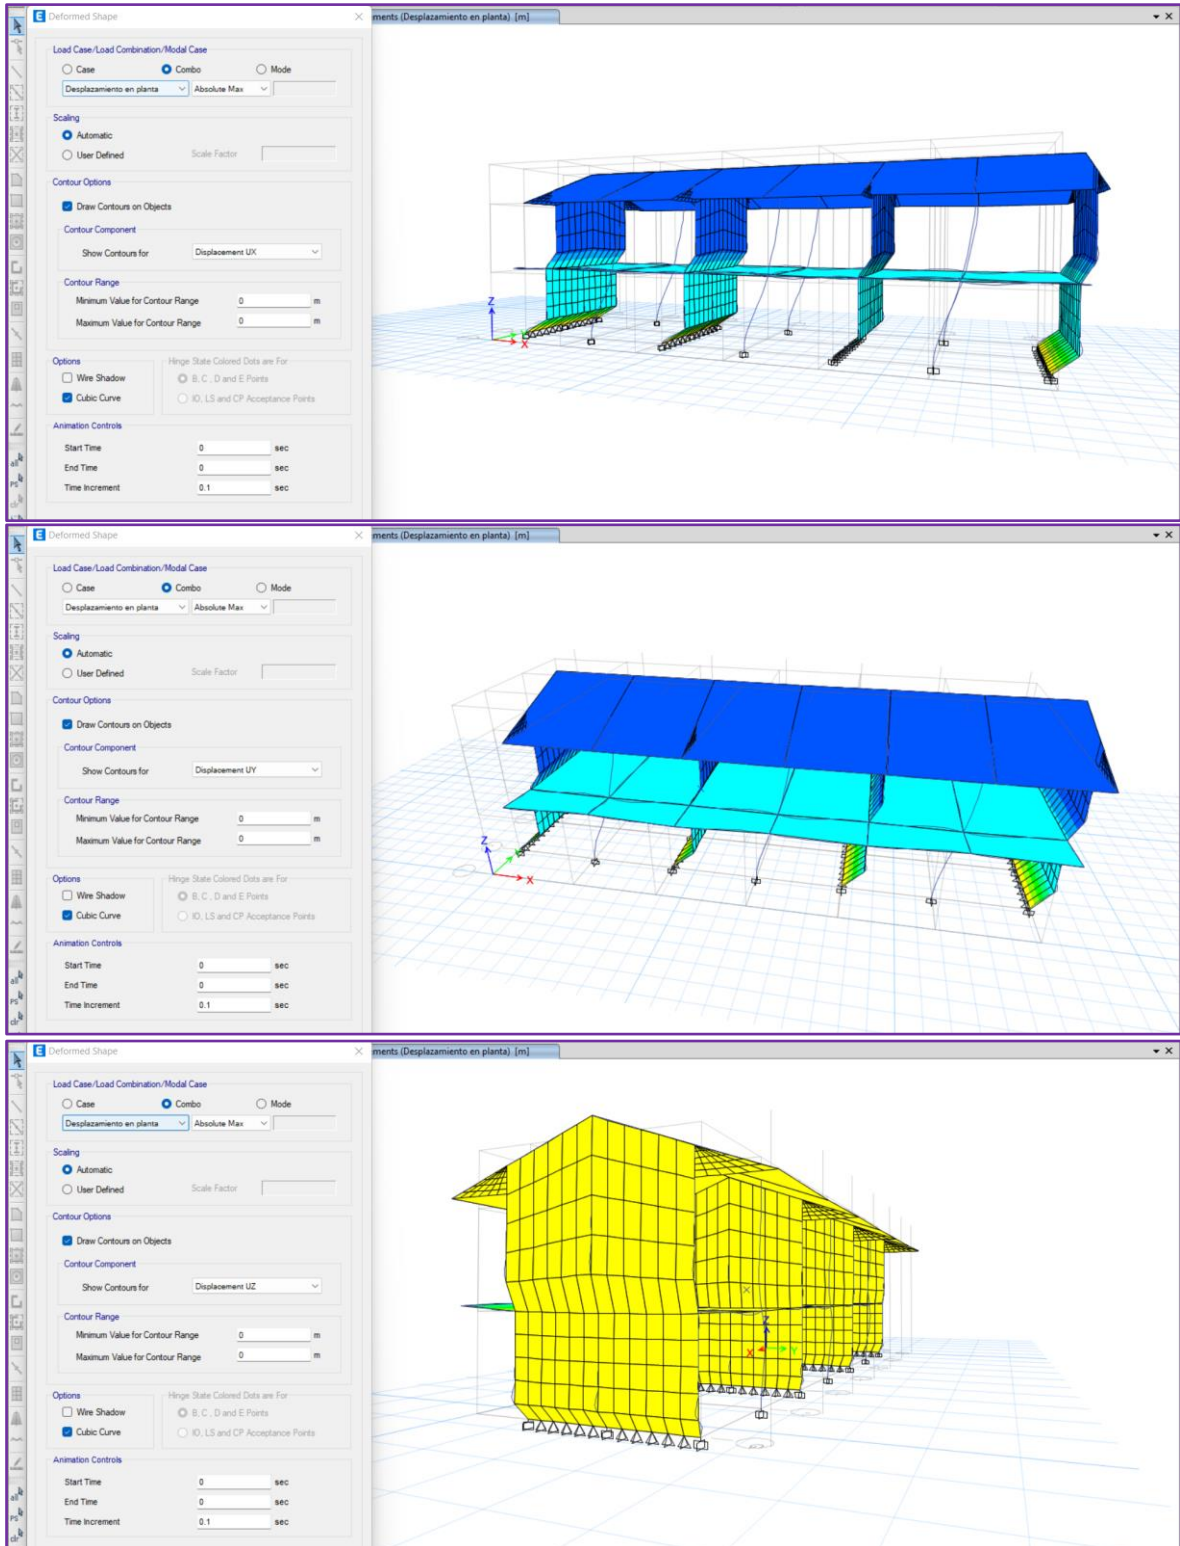 Deformed Shape
ments (Desplazamiento en planta) [m]
Load Case/Load Combination/Modal Case
Case Combo Mode
Desplazamiento en planta Absolute Max
Scaling
Automatic
User Defined Scale Factor
Contour Options
Draw Contours on Objects
Contour Component
Show Contours for Displacement UX
Contour Range
Minimum Value for Contour Range 0 m
Maximum Value for Contour Range 0 m
Options Hinge State Colored Dots are For
Wire Shadow B, C , D and E Points
Cubic Curve IO, LS and CP Acceptance Points
Animation Controls
Start Time 0 sec
End Time 0 sec
Time Increment 0.1 sec
all
PS
clr
Z
X
Deformed Shape
ments (Desplazamiento en planta) [m]
Load Case/Load Combination/Modal Case
Case Combo Mode
Desplazamiento en planta Absolute Max
Scaling
Automatic
User Defined Scale Factor
Contour Options
Draw Contours on Objects
Contour Component
Show Contours for Displacement UY
Contour Range
Minimum Value for Contour Range 0 m
Maximum Value for Contour Range 0 m
Options Hinge State Colored Dots are For
Wire Shadow B, C , D and E Points
Cubic Curve IO, LS and CP Acceptance Points
Animation Controls
Start Time 0 sec
End Time 0 sec
Time Increment 0.1 sec
all
PS
clr
Z
X
Deformed Shape
ments (Desplazamiento en planta) [m]
Load Case/Load Combination/Modal Case
Case Combo Mode
Desplazamiento en planta Absolute Max
Scaling
Automatic
User Defined Scale Factor
Contour Options
Draw Contours on Objects
Contour Component
Show Contours for Displacement UZ
Contour Range
Minimum Value for Contour Range 0 m
Maximum Value for Contour Range 0 m
Options Hinge State Colored Dots are For
Wire Shadow B, C , D and E Points
Cubic Curve IO, LS and CP Acceptance Points
Animation Controls
Start Time 0 sec
End Time 0 sec
Time Increment 0.1 sec
all
PS
clr
Z
X Y